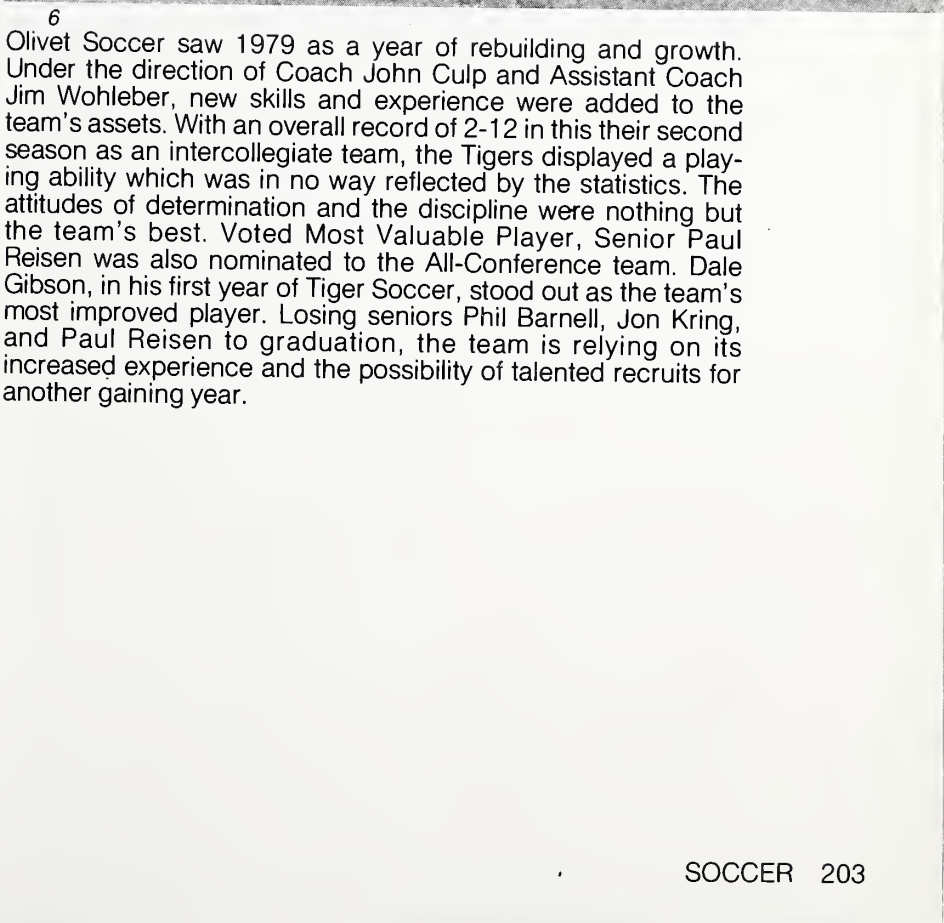 6
Olivet Soccer saw 1979 as a year of rebuilding and growth.
Under the direction of Coach John Culp and Assistant Coach
Jim Wohleber, new skills and experience were added to the
team's assets. With an overall record of 2-12 in this their second
season as an intercollegiate team, the Tigers displayed a play-
ing ability which was in no way reflected by the statistics. The
attitudes of determination and the discipline were nothing but
the team's best. Voted Most Valuable Player, Senior Paul
Reisen was also nominated to the All-Conference team. Dale
Gibson, in his first year of Tiger Soccer, stood out as the team's
most improved player. Losing seniors Phil Barnell, Jon Kring,
and Paul Reisen to graduation, the team is relying on its
increased experience and the possibility of talented recruits for
another gaining year.
SOCCER 203